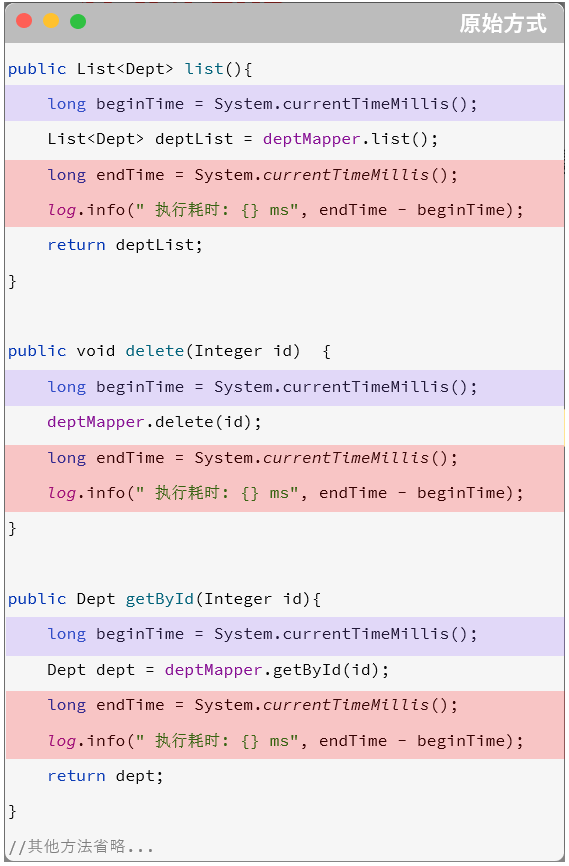 原始方式
public List<Dept> list(){
    long beginTime = System.currentTimeMillis();
    List<Dept> deptList = deptMapper.list();
    long endTime = System.currentTimeMillis();
    log.info(" 执行耗时: {} ms", endTime - beginTime);
    return deptList;
}
public void delete(Integer id)  {
    long beginTime = System.currentTimeMillis();
    deptMapper.delete(id);
    long endTime = System.currentTimeMillis();
    log.info(" 执行耗时: {} ms", endTime - beginTime);
}
public Dept getById(Integer id){
    long beginTime = System.currentTimeMillis();
    Dept dept = deptMapper.getById(id);
    long endTime = System.currentTimeMillis();
    log.info(" 执行耗时: {} ms", endTime - beginTime);
    return dept;
}
//其他方法省略...